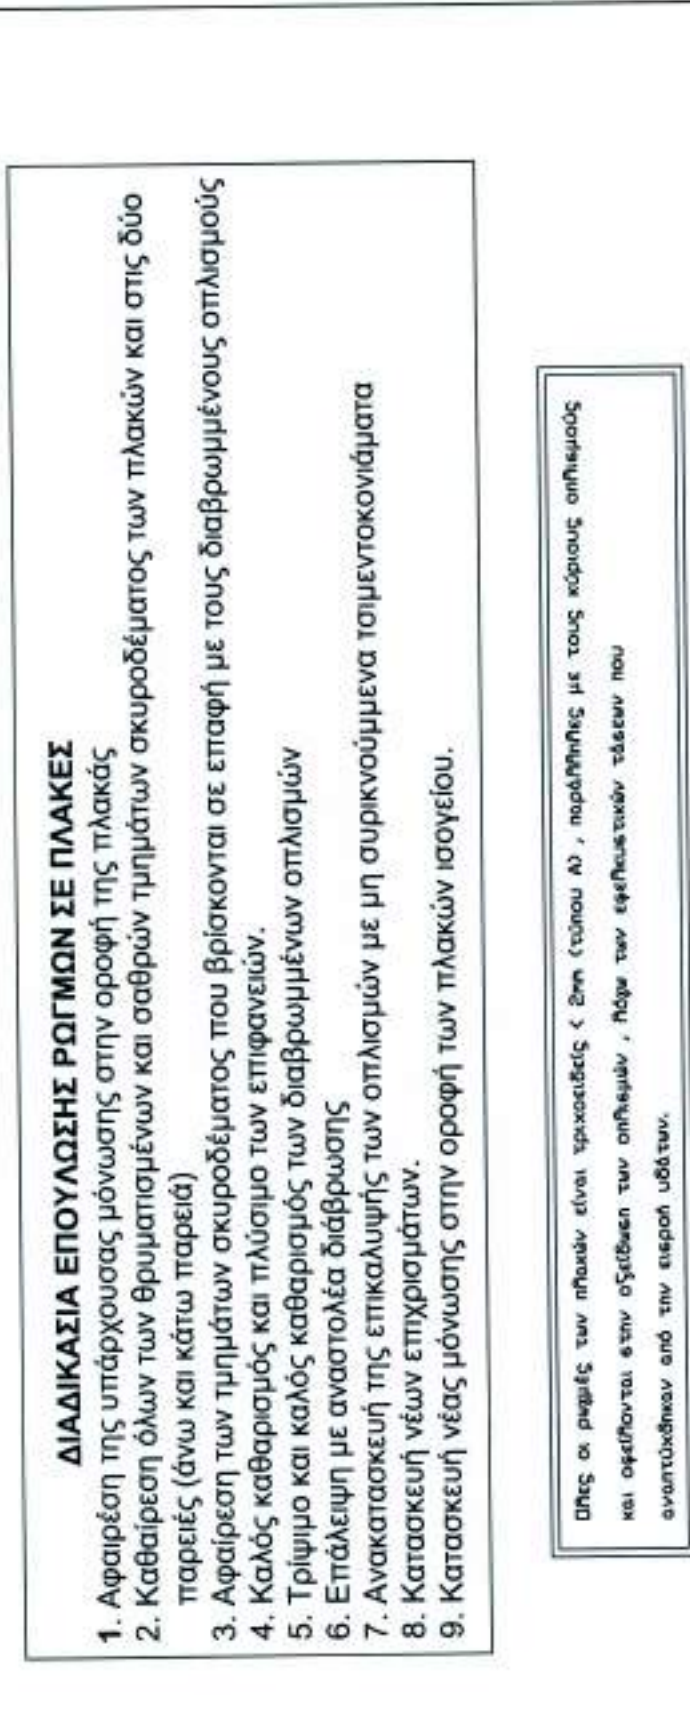 ΔΙΑΔΙΚΑΣΙΑ ΕΠΟΥΛΩΣΗΣ ΡΩΓΜΩΝ ΣΕ ΠΛΑΚΕΣ
1. Αφαιρέση της υπάρχουσας μόνωσης στην οροφή της πλακάς
2. Καθαίρεση όλων των θρυματισμένων και σαθρών τμημάτων σκυροδέματος των πλακών και στις δύο
παρειές (άνω και κάτω παρειά)
3. Αφαίρεση των τμημάτων σκυροδέματος που βρίσκονται σε επαφή με τους διαβρωμμένους οπλισμούς
4. Καλός καθαρισμός και πλύσιμο των επιφανειών.
5. Τρίψιμο και καλός καθαρισμός των διαβρωμμένων οπλισμών
6. Επάλειψη με αναστολέα διάβρωσης
7. Ανακατασκευή της επικαλυψής των οπλισμών με μη συρικνούμμενα τσιμεντοκονιάματα
8. Κατασκευή νέων επιχρισμάτων.
9. Κατασκευή νέας μόνωσης στην οροφή των πλακών ισογείου.
Ολες οι ρωγμές των πλακών είναι τριχοειδείς < 2mm (τύπου Α) , παράλληλες με τους κύριους οπλισμούς
και οφείλονται στην οξείδωση των οπλισμών , λόγω των εφελκυστικών τάσεων που
αναπτύχθηκαν από την εισροή υδάτων.